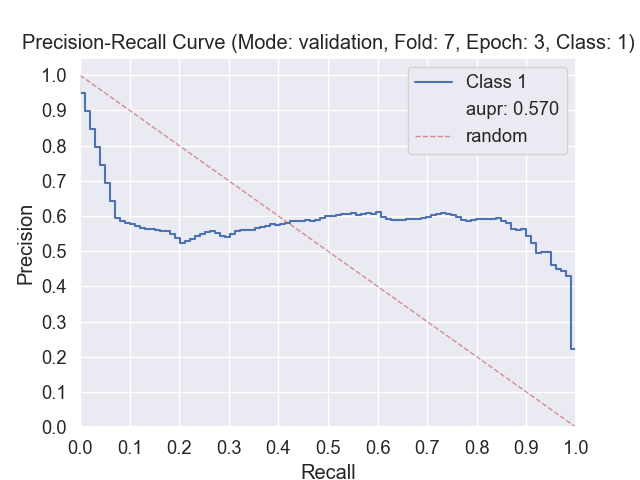 Precision-Recall Curve (Mode: validation, Fold: 7, Epoch: 3, Class: 1)
Class 1
aupr: 0.570
random
Precision
1.0
0.9
0.8
0.7
0.6
0.5
0.4
0.3
0.2
0.1
0.0
0.0 0.1 0.2 0.3 0.4 0.5 0.6 0.7 0.8 0.9 1.0
Recall